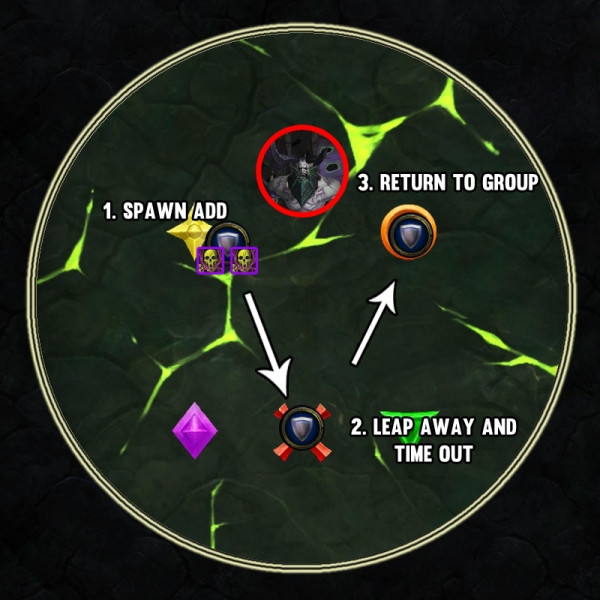 1. SPAWN ADD
3. RETURN TO GROUP
2. LEAP AWAY AND
TIME OUT